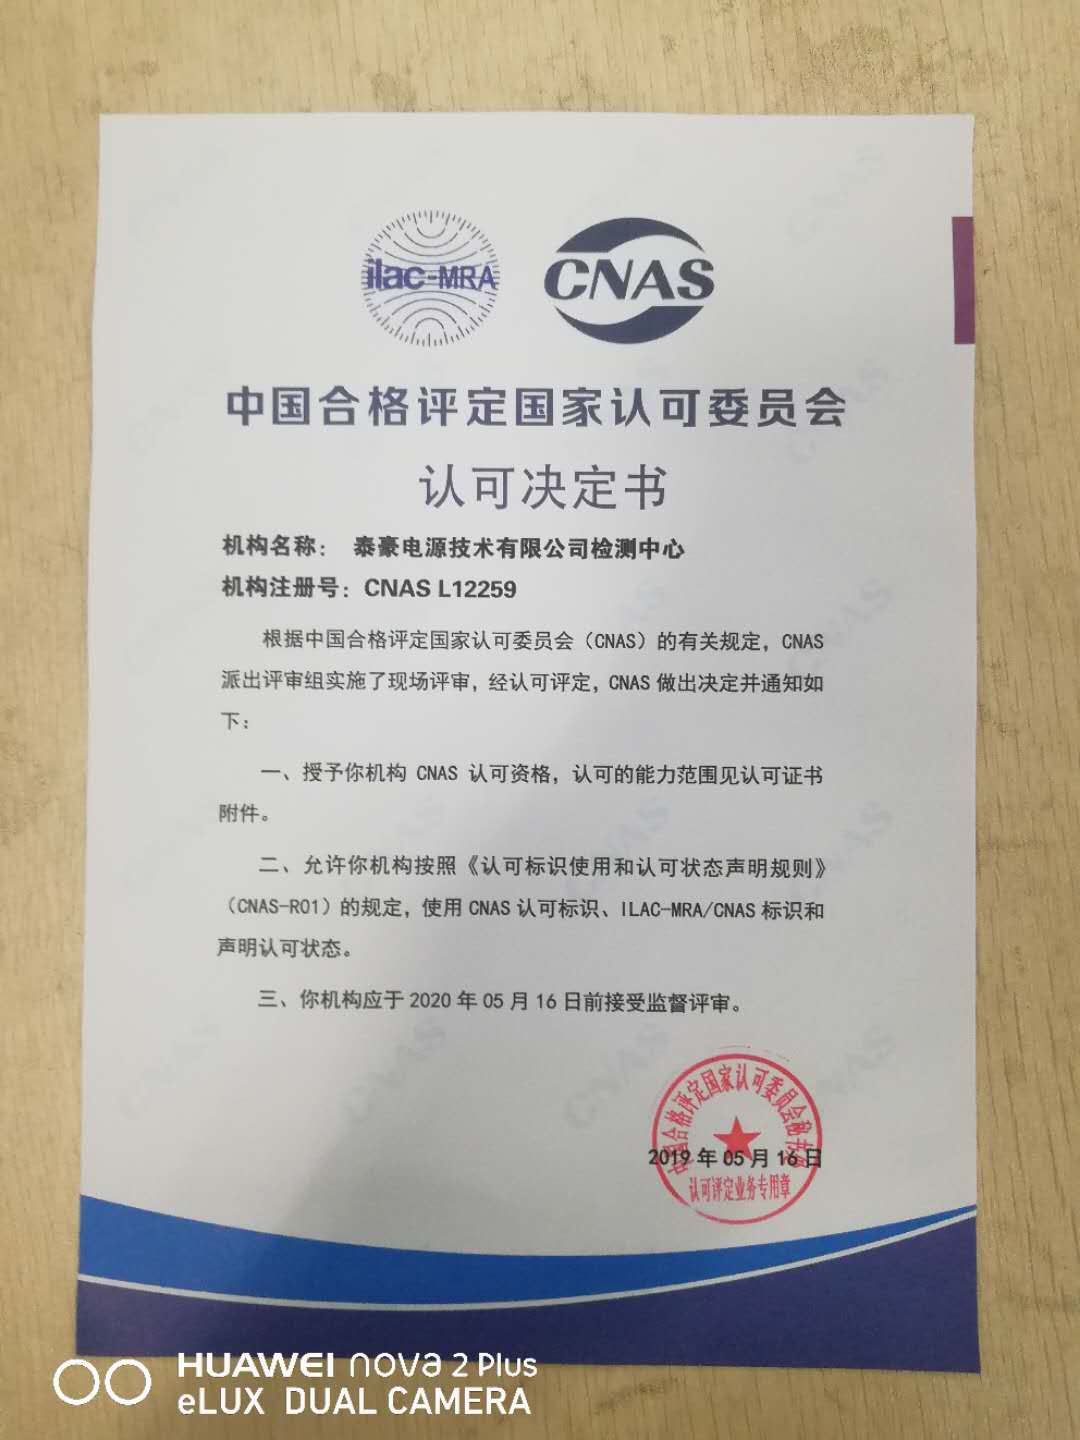 ilac-MRA
CNAS
中国合格评定国家认可委员会
认可决定书
机构名称： 泰豪电源技术有限公司检测中心
机构注册号：CNAS L12259
根据中国合格评定国家认可委员会（CNAS）的有关规定，CNAS
派出评审组实施了现场评审，经认可评定，CNAS 做出决定并通知如
下：
一、授予你机构 CNAS 认可资格，认可的能力范围见认可证书
附件。
二、允许你机构按照《认可标识使用和认可状态声明规则》
（CNAS-R01）的规定，使用 CNAS 认可标识、ILAC-MRA/CNAS 标识和
声明认可状态。
三、你机构应于 2020 年 05 月 16 日前接受监督评审。
中国合格评定国家认可委员会秘书处
2019 年 05 月 16 日
认可评定业务专用章
HUAWEI nova 2 Plus
eLUX DUAL CAMERA